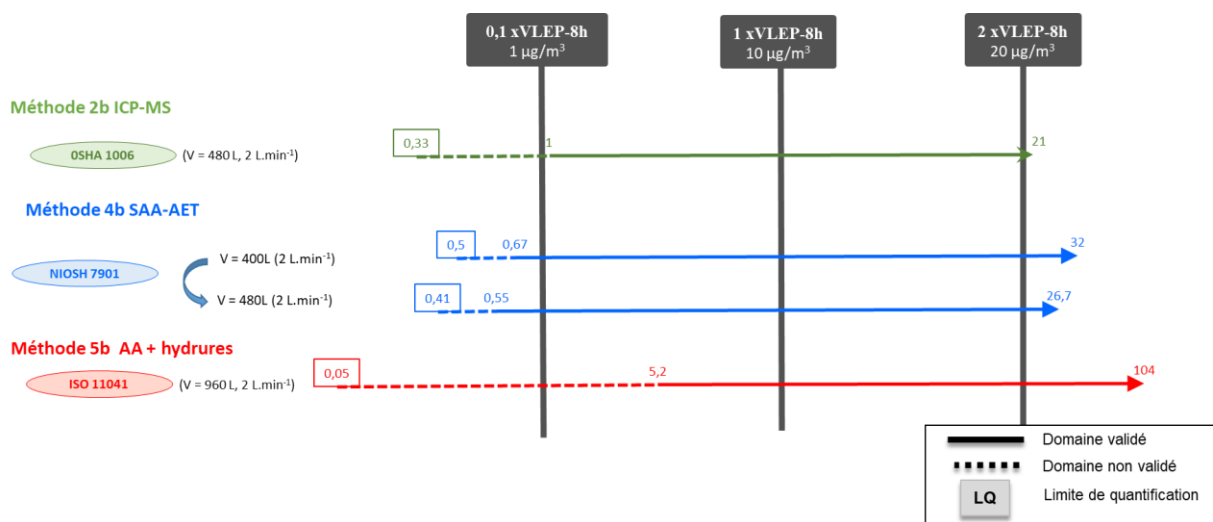 0,1 xVLEP-8h
1 µg/m³
1 xVLEP-8h
10 µg/m³
2 xVLEP-8h
20 µg/m³
Méthode 2b ICP-MS
0SHA 1006 (V = 480 L, 2 L.min⁻¹)
0,33 1 21
Méthode 4b SAA-AET
NIOSH 7901
V = 400L (2 L.min⁻¹)
0,5 0,67 32
V = 480L (2 L.min⁻¹)
0,41 0,55 26,7
Méthode 5b AA + hydrures
ISO 11041 (V = 960 L, 2 L.min⁻¹)
0,05 5,2 104
Domaine validé
Domaine non validé
LQ Limite de quantification